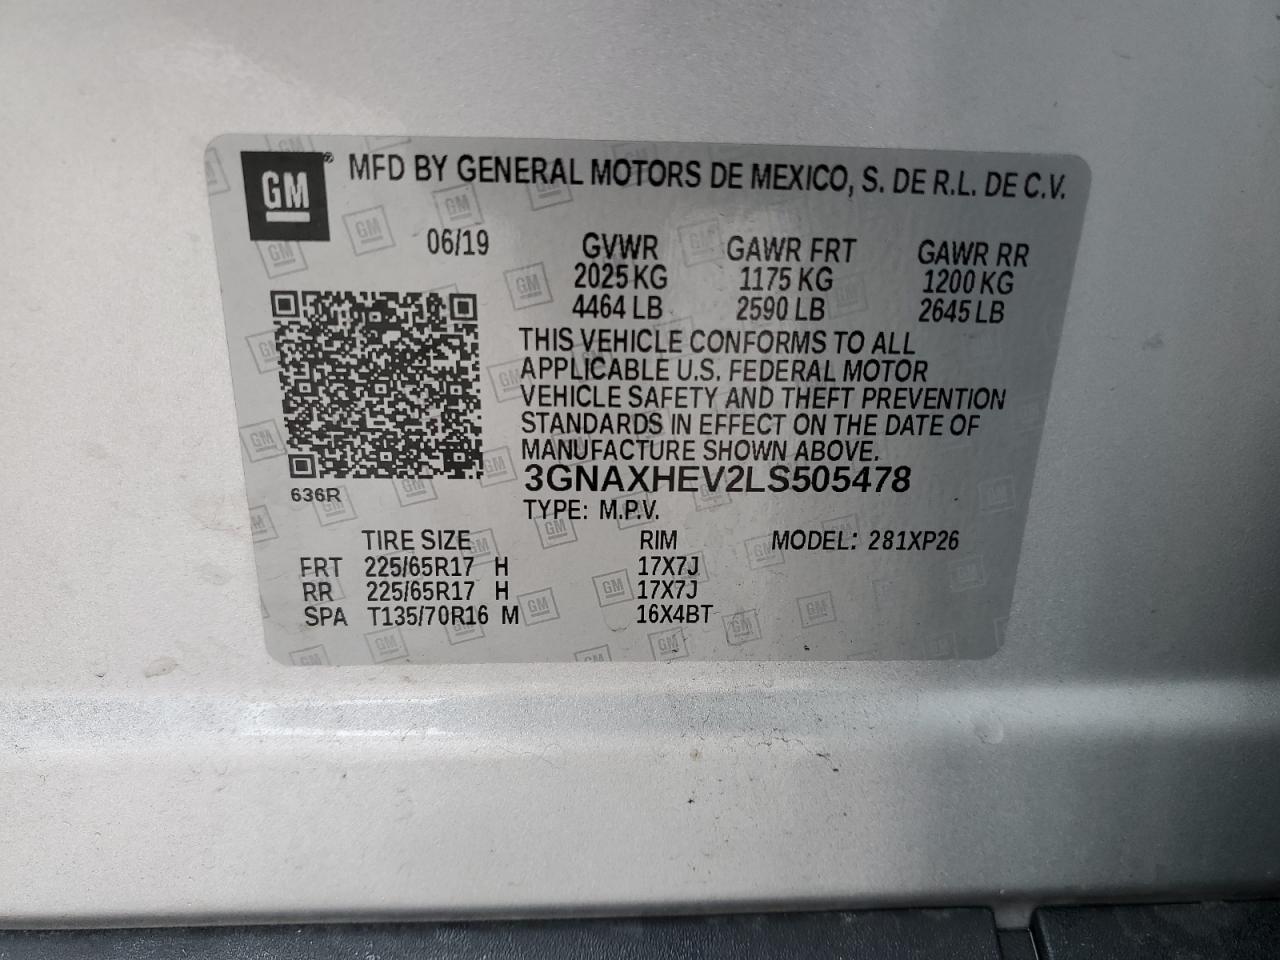 GM® MFD BY GENERAL MOTORS DE MEXICO, S. DE R.L. DE C.V.
06/19 GVWR GAWR FRT GAWR RR
2025 KG 1175 KG 1200 KG
4464 LB 2590 LB 2645 LB
THIS VEHICLE CONFORMS TO ALL
APPLICABLE U.S. FEDERAL MOTOR
VEHICLE SAFETY AND THEFT PREVENTION
STANDARDS IN EFFECT ON THE DATE OF
MANUFACTURE SHOWN ABOVE.
3GNAXHEV2LS505478
636R
TYPE: M.P.V.
TIRE SIZE RIM MODEL: 281XP26
FRT 225/65R17 H 17X7J
RR 225/65R17 H 17X7J
SPA T135/70R16 M 16X4BT